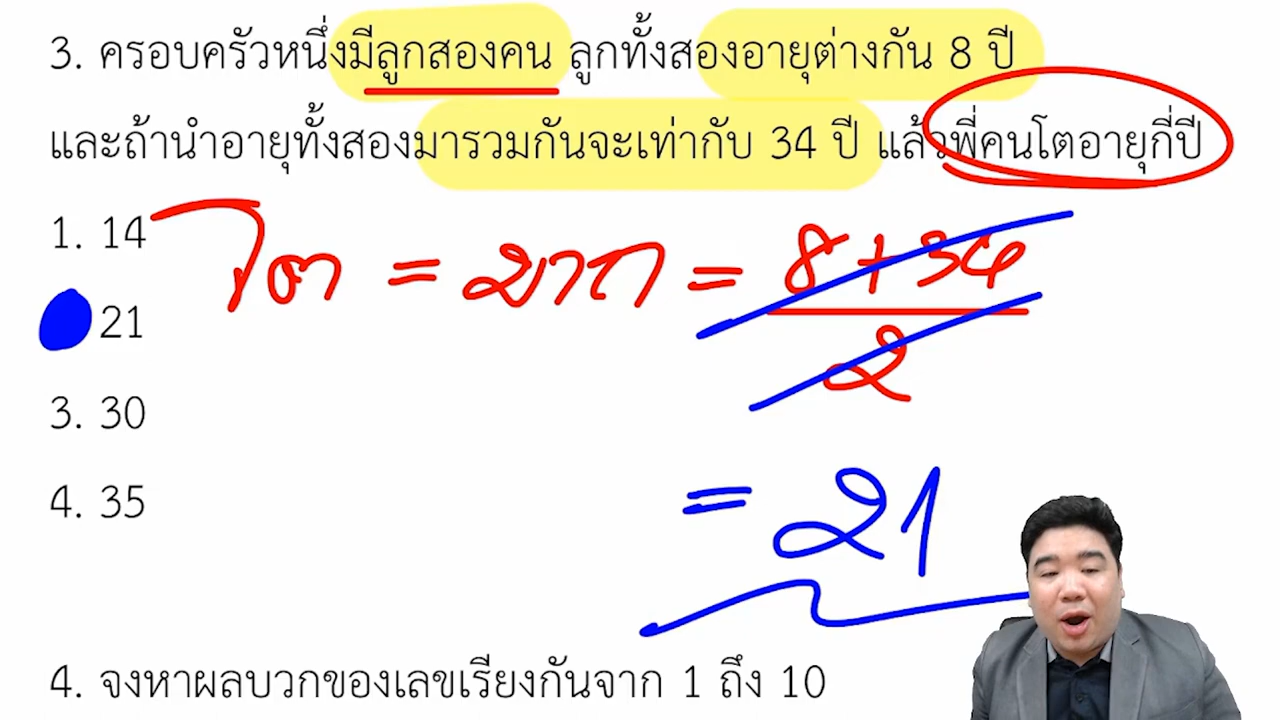 3. ครอบครัวหนึ่งมีลูกสองคน ลูกทั้งสองอายุต่างกัน 8 ปี
และถ้านำอายุทั้งสองมารวมกันจะเท่ากับ 34 ปี แล้วพี่คนโตอายุกี่ปี
1. 14
21
3. 30
4. 35
โต = มาก = 8+34
2
= 21
4. จงหาผลบวกของเลขเรียงกันจาก 1 ถึง 10